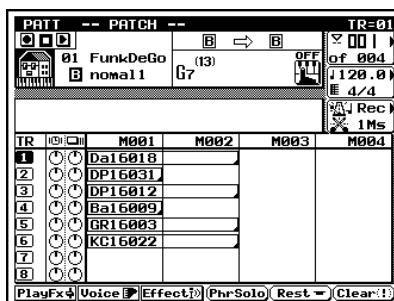 PATT -- PATCH -- TR=01
B ⇨ B
OFF
01 FunkDeGo (13) of 004
B nomal1 G7
♩120.0
4/4
♩Rec
1Ms
TR M001 M002 M003 M004
1 Da16018
2 DP16031
3 DP16012
4 Ba16009
5 GR16003
6 KC16022
7
8
PlayFx Voice Effect PhrSolo Rest Clear!